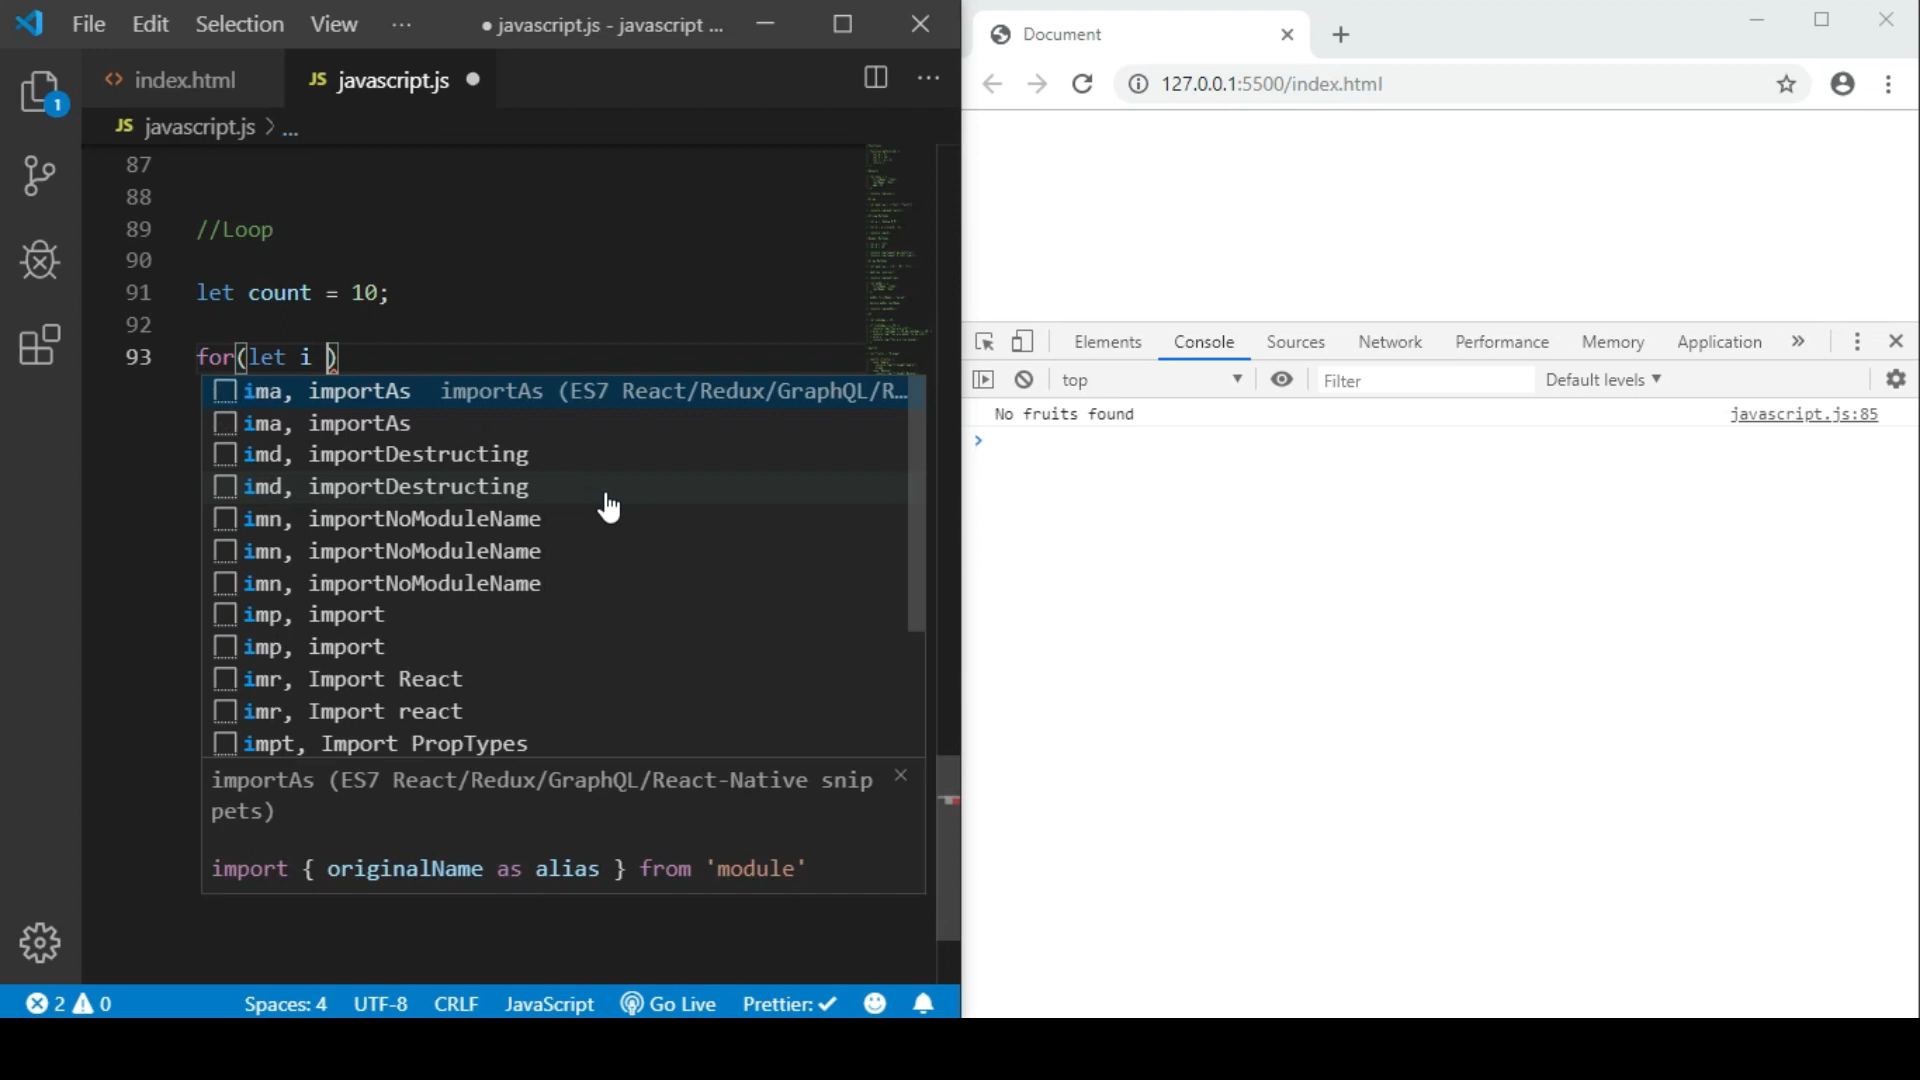 File Edit Selection View ... ● javascript.js - javascript ...
<> index.html JS javascript.js
JS javascript.js > ...
1
87
88
89 //Loop
90
91 let count = 10;
92
93 for(let i )
ima, importAs importAs (ES7 React/Redux/GraphQL/R...
ima, importAs
imd, importDestructing
imd, importDestructing
imn, importNoModuleName
imn, importNoModuleName
imn, importNoModuleName
imp, import
imp, import
imr, Import React
imr, Import react
impt, Import PropTypes
importAs (ES7 React/Redux/GraphQL/React-Native snip
pets)
import { originalName as alias } from 'module'
2 0 Spaces: 4 UTF-8 CRLF JavaScript Go Live Prettier: ✓
Document
127.0.0.1:5500/index.html
Elements Console Sources Network Performance Memory Application »
top Filter Default levels
No fruits found javascript.js:85